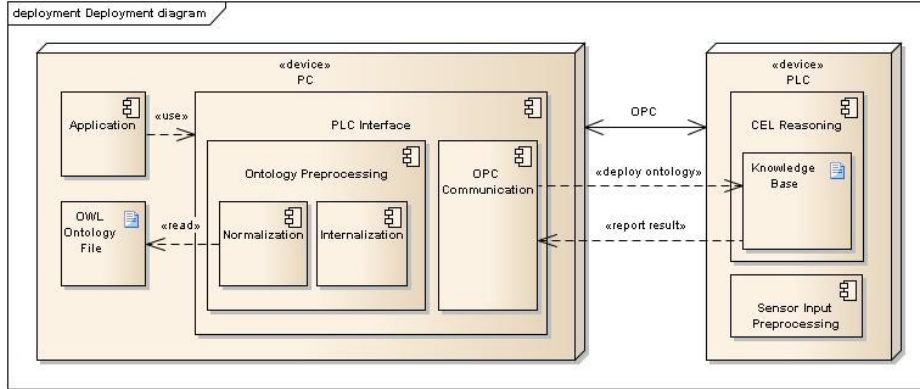 deployment Deployment diagram
«device»
PC
«device»
PLC
Application
«use»
PLC Interface
OPC
CEL Reasoning
Ontology Preprocessing
OPC
Communication
«deploy ontology»
Knowledge
Base
OWL
Ontology
File
«read»
Normalization
Internalization
«report result»
Sensor Input
Preprocessing